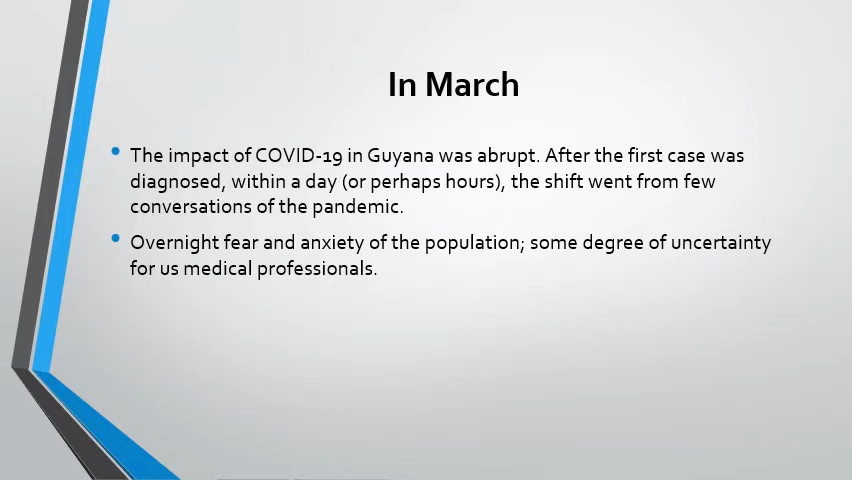 In March
• The impact of COVID-19 in Guyana was abrupt. After the first case was
diagnosed, within a day (or perhaps hours), the shift went from few
conversations of the pandemic.
• Overnight fear and anxiety of the population; some degree of uncertainty
for us medical professionals.